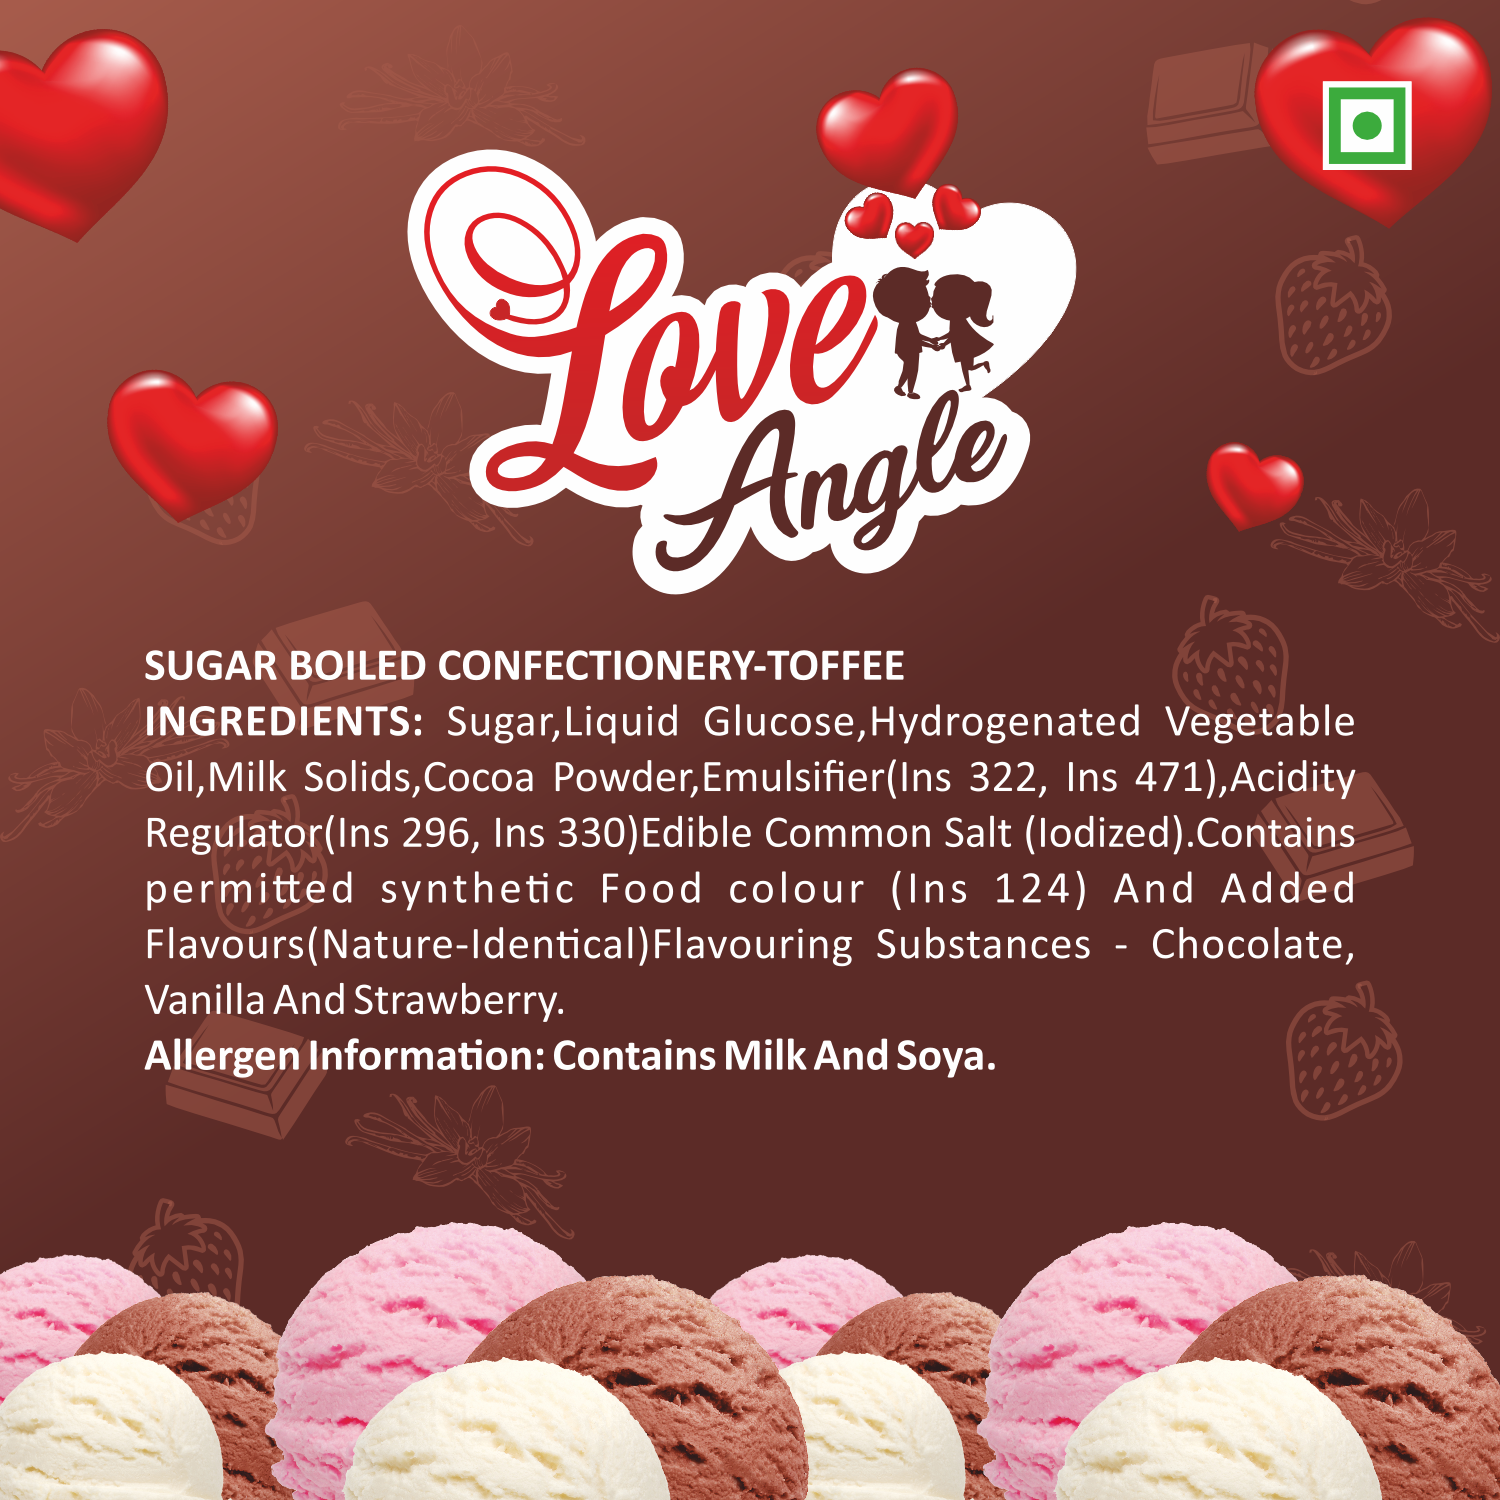 Love
Angle
SUGAR BOILED CONFECTIONERY-TOFFEE
INGREDIENTS: Sugar,Liquid Glucose,Hydrogenated Vegetable
Oil,Milk Solids,Cocoa Powder,Emulsifier(Ins 322, Ins 471),Acidity
Regulator(Ins 296, Ins 330)Edible Common Salt (Iodized).Contains
permitted synthetic Food colour (Ins 124) And Added
Flavours(Nature-Identical)Flavouring Substances - Chocolate,
Vanilla And Strawberry.
Allergen Information: Contains Milk And Soya.